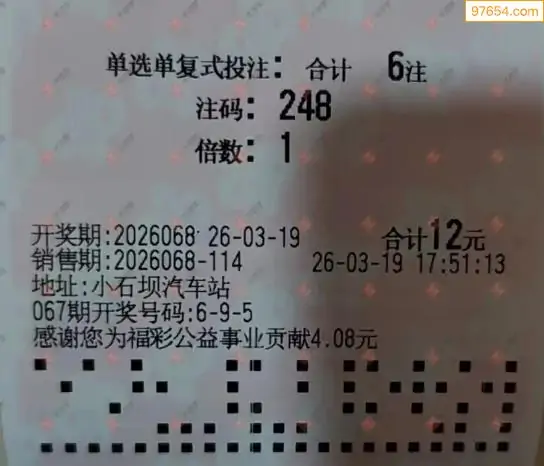 97654.com
单选单复式投注: 合计 6注
注码: 248
倍数: 1
开奖期:2026068 26-03-19 合计12元
销售期:2026068-114 26-03-19 17:51:13
地址:小石坝汽车站
067期开奖号码:6-9-5
感谢您为福彩公益事业贡献4.08元